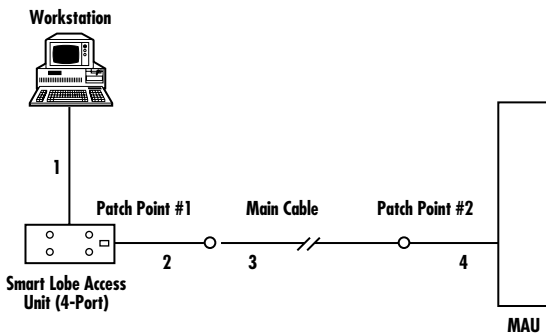 Workstation
1
Patch Point #1
Main Cable
Patch Point #2
2
3
4
Smart Lobe Access
Unit (4-Port)
MAU